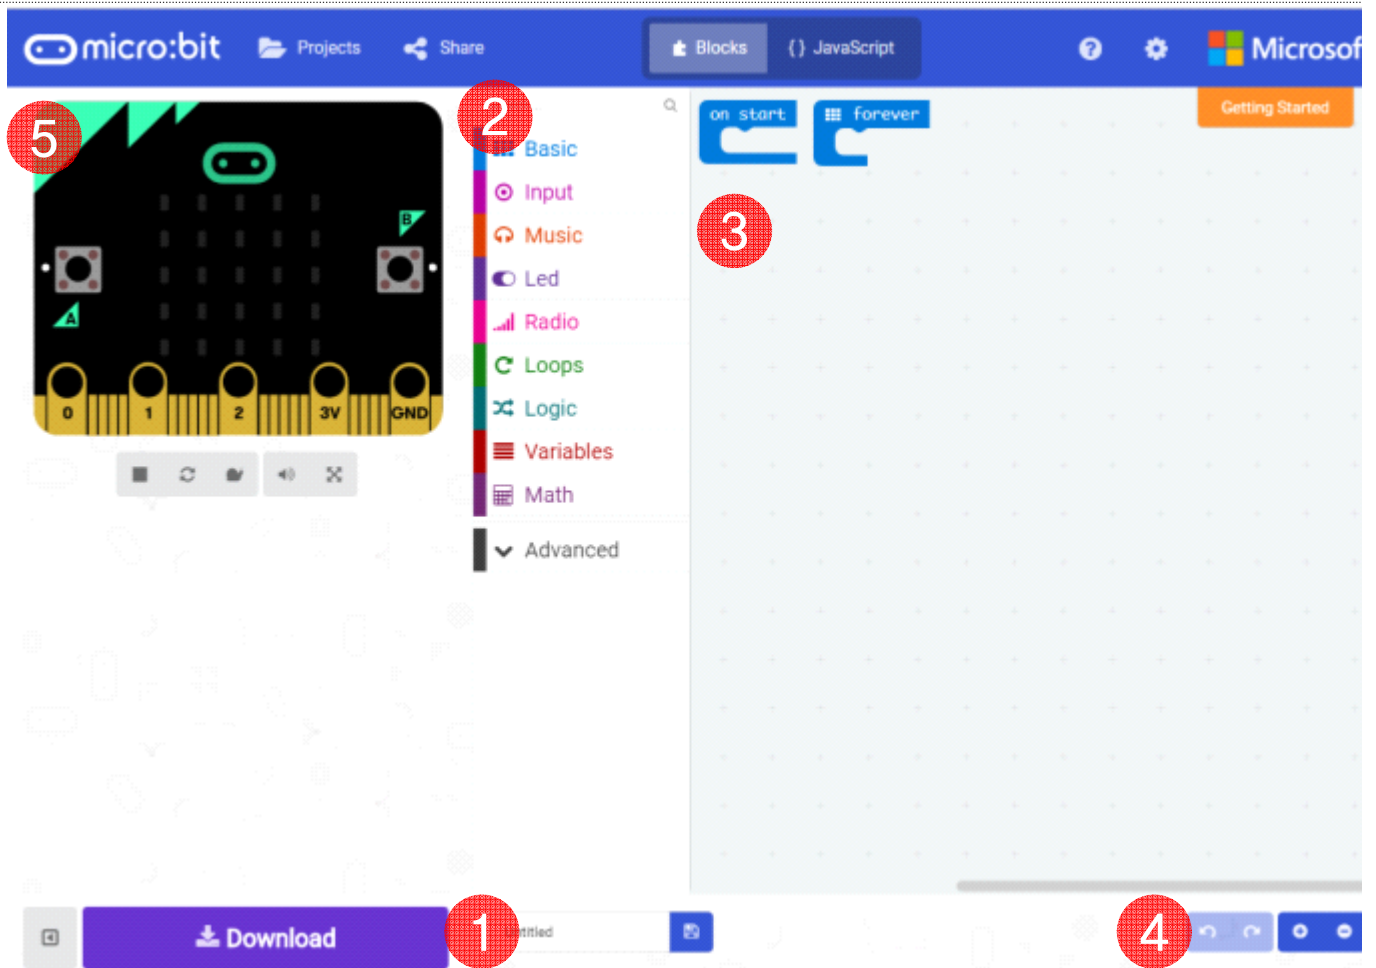 micro:bit Projects Share Blocks {} JavaScript ? Microsof
Getting Started
5
2
on start
forever
Basic
Input
B
3
Music
Led
A
Radio
Loops
0 1 2 3V GND
Logic
Variables
Math
Advanced
Download
1
ntitled
4